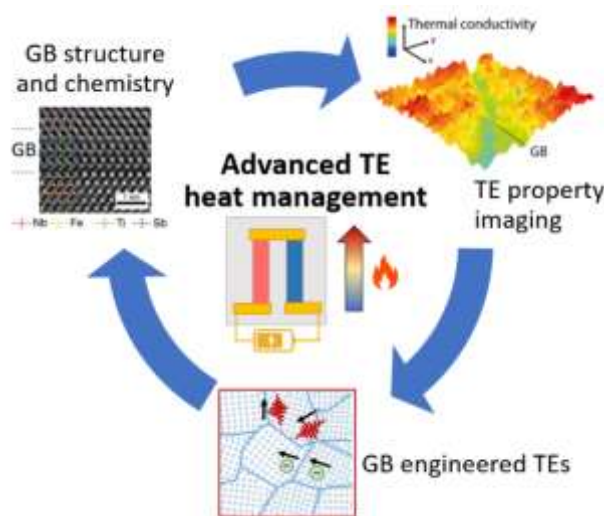 GB structure
and chemistry
GB
Nb Fe Ti Sb
Thermal conductivity
GB
TE property
imaging
Advanced TE
heat management
GB engineered TEs